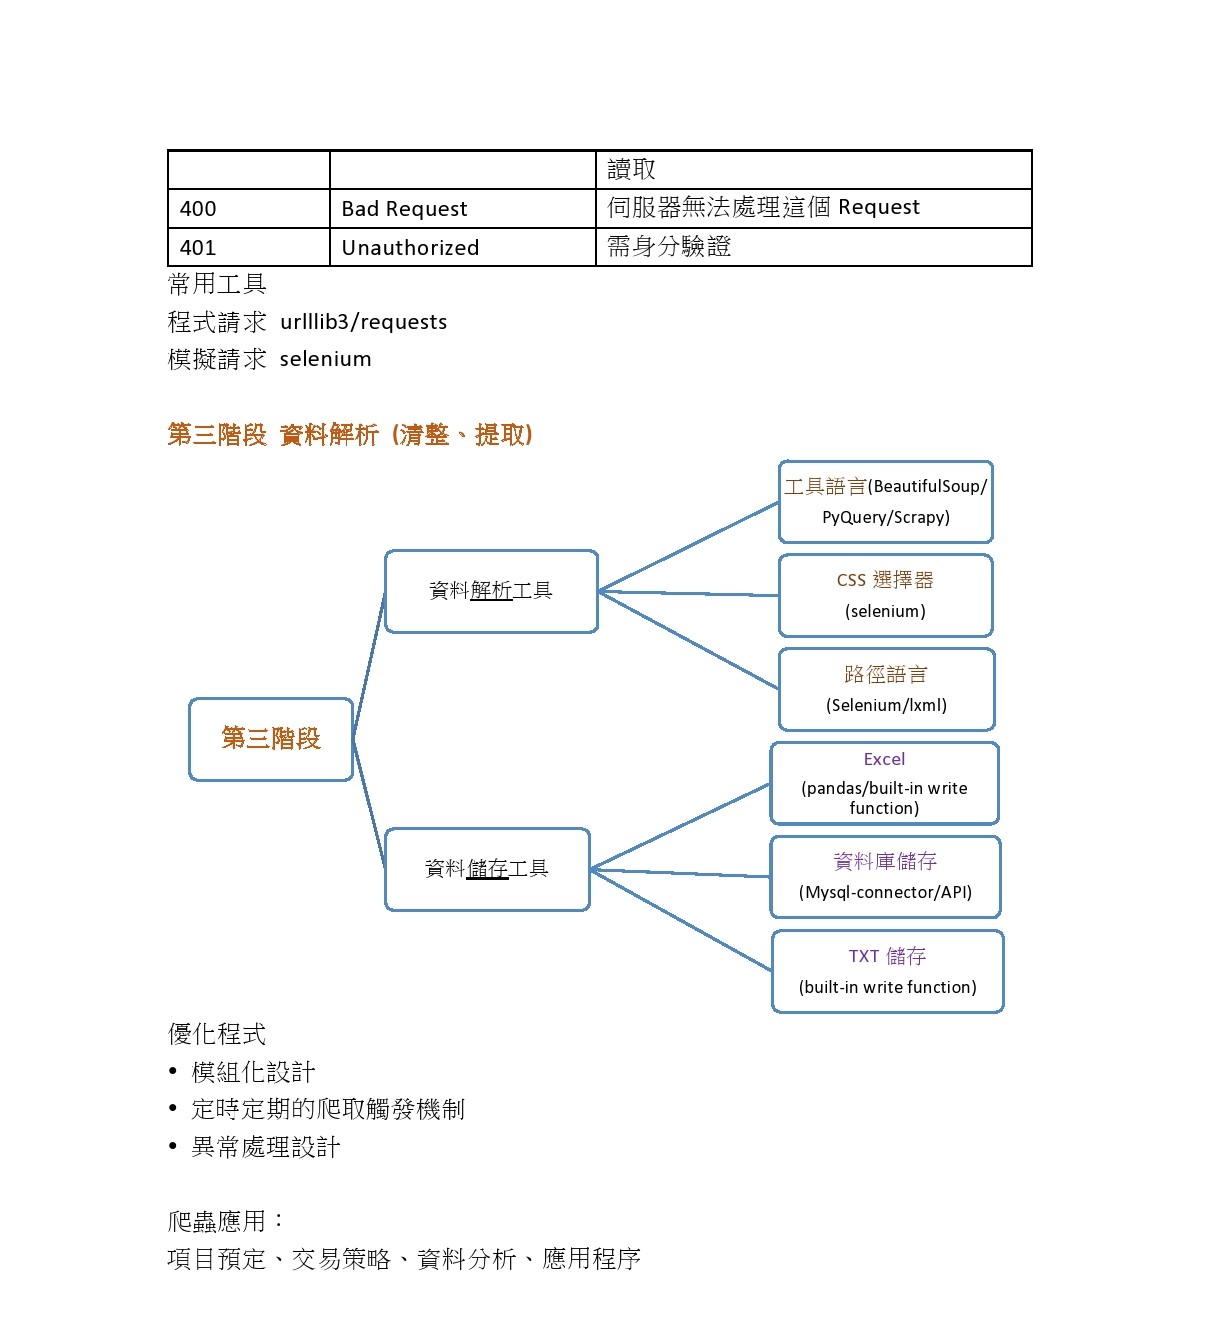 讀取
400 Bad Request 伺服器無法處理這個 Request
401 Unauthorized 需身分驗證
常用工具
程式請求 urlllib3/requests
模擬請求 selenium
第三階段 資料解析 (清整、提取)
工具語言(BeautifulSoup/
PyQuery/Scrapy)
資料解析工具
CSS 選擇器
(selenium)
路徑語言
(Selenium/lxml)
第三階段
Excel
(pandas/built-in write
function)
資料儲存工具
資料庫儲存
(Mysql-connector/API)
TXT 儲存
(built-in write function)
優化程式
• 模組化設計
• 定時定期的爬取觸發機制
• 異常處理設計
爬蟲應用：
項目預定、交易策略、資料分析、應用程序